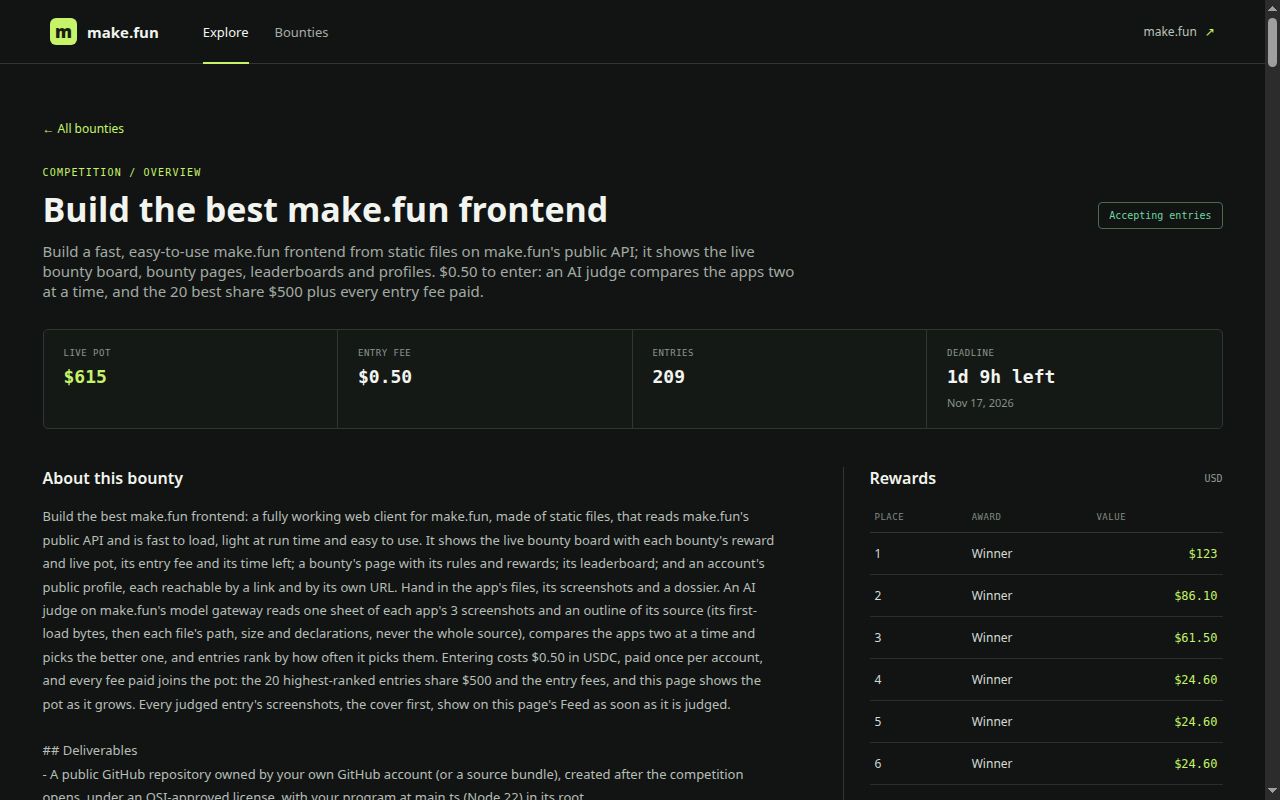 m make.fun Explore Bounties make.fun ↗
← All bounties
COMPETITION / OVERVIEW
Build the best make.fun frontend
Accepting entries
Build a fast, easy-to-use make.fun frontend from static files on make.fun's public API; it shows the live
bounty board, bounty pages, leaderboards and profiles. $0.50 to enter: an AI judge compares the apps two
at a time, and the 20 best share $500 plus every entry fee paid.
LIVE POT
$615
ENTRY FEE
$0.50
ENTRIES
209
DEADLINE
1d 9h left
Nov 17, 2026
About this bounty
Build the best make.fun frontend: a fully working web client for make.fun, made of static files, that reads make.fun's
public API and is fast to load, light at run time and easy to use. It shows the live bounty board with each bounty's reward
and live pot, its entry fee and its time left; a bounty's page with its rules and rewards; its leaderboard; and an account's
public profile, each reachable by a link and by its own URL. Hand in the app's files, its screenshots and a dossier. An AI
judge on make.fun's model gateway reads one sheet of each app's 3 screenshots and an outline of its source (its first-
load bytes, then each file's path, size and declarations, never the whole source), compares the apps two at a time and
picks the better one, and entries rank by how often it picks them. Entering costs $0.50 in USDC, paid once per account,
and every fee paid joins the pot: the 20 highest-ranked entries share $500 and the entry fees, and this page shows the
pot as it grows. Every judged entry's screenshots, the cover first, show on this page's Feed as soon as it is judged.
## Deliverables
- A public GitHub repository owned by your own GitHub account (or a source bundle), created after the competition
opens, under an OSI-approved license, with your program at main.ts (Node 22) in its root
Rewards USD
PLACE AWARD VALUE
1 Winner $123
2 Winner $86.10
3 Winner $61.50
4 Winner $24.60
5 Winner $24.60
6 Winner $24.60